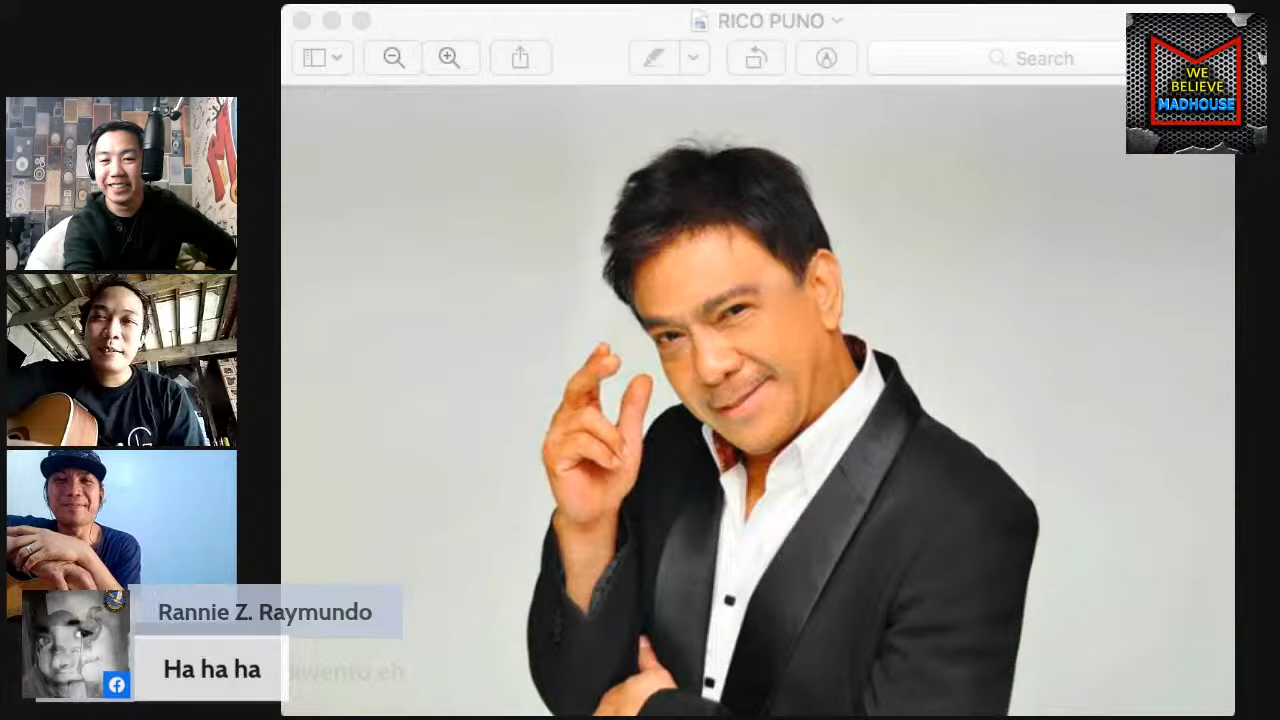 RICO PUNO
Search
WE
BELIEVE
MADHOUSE
Rannie Z. Raymundo
Ha ha ha